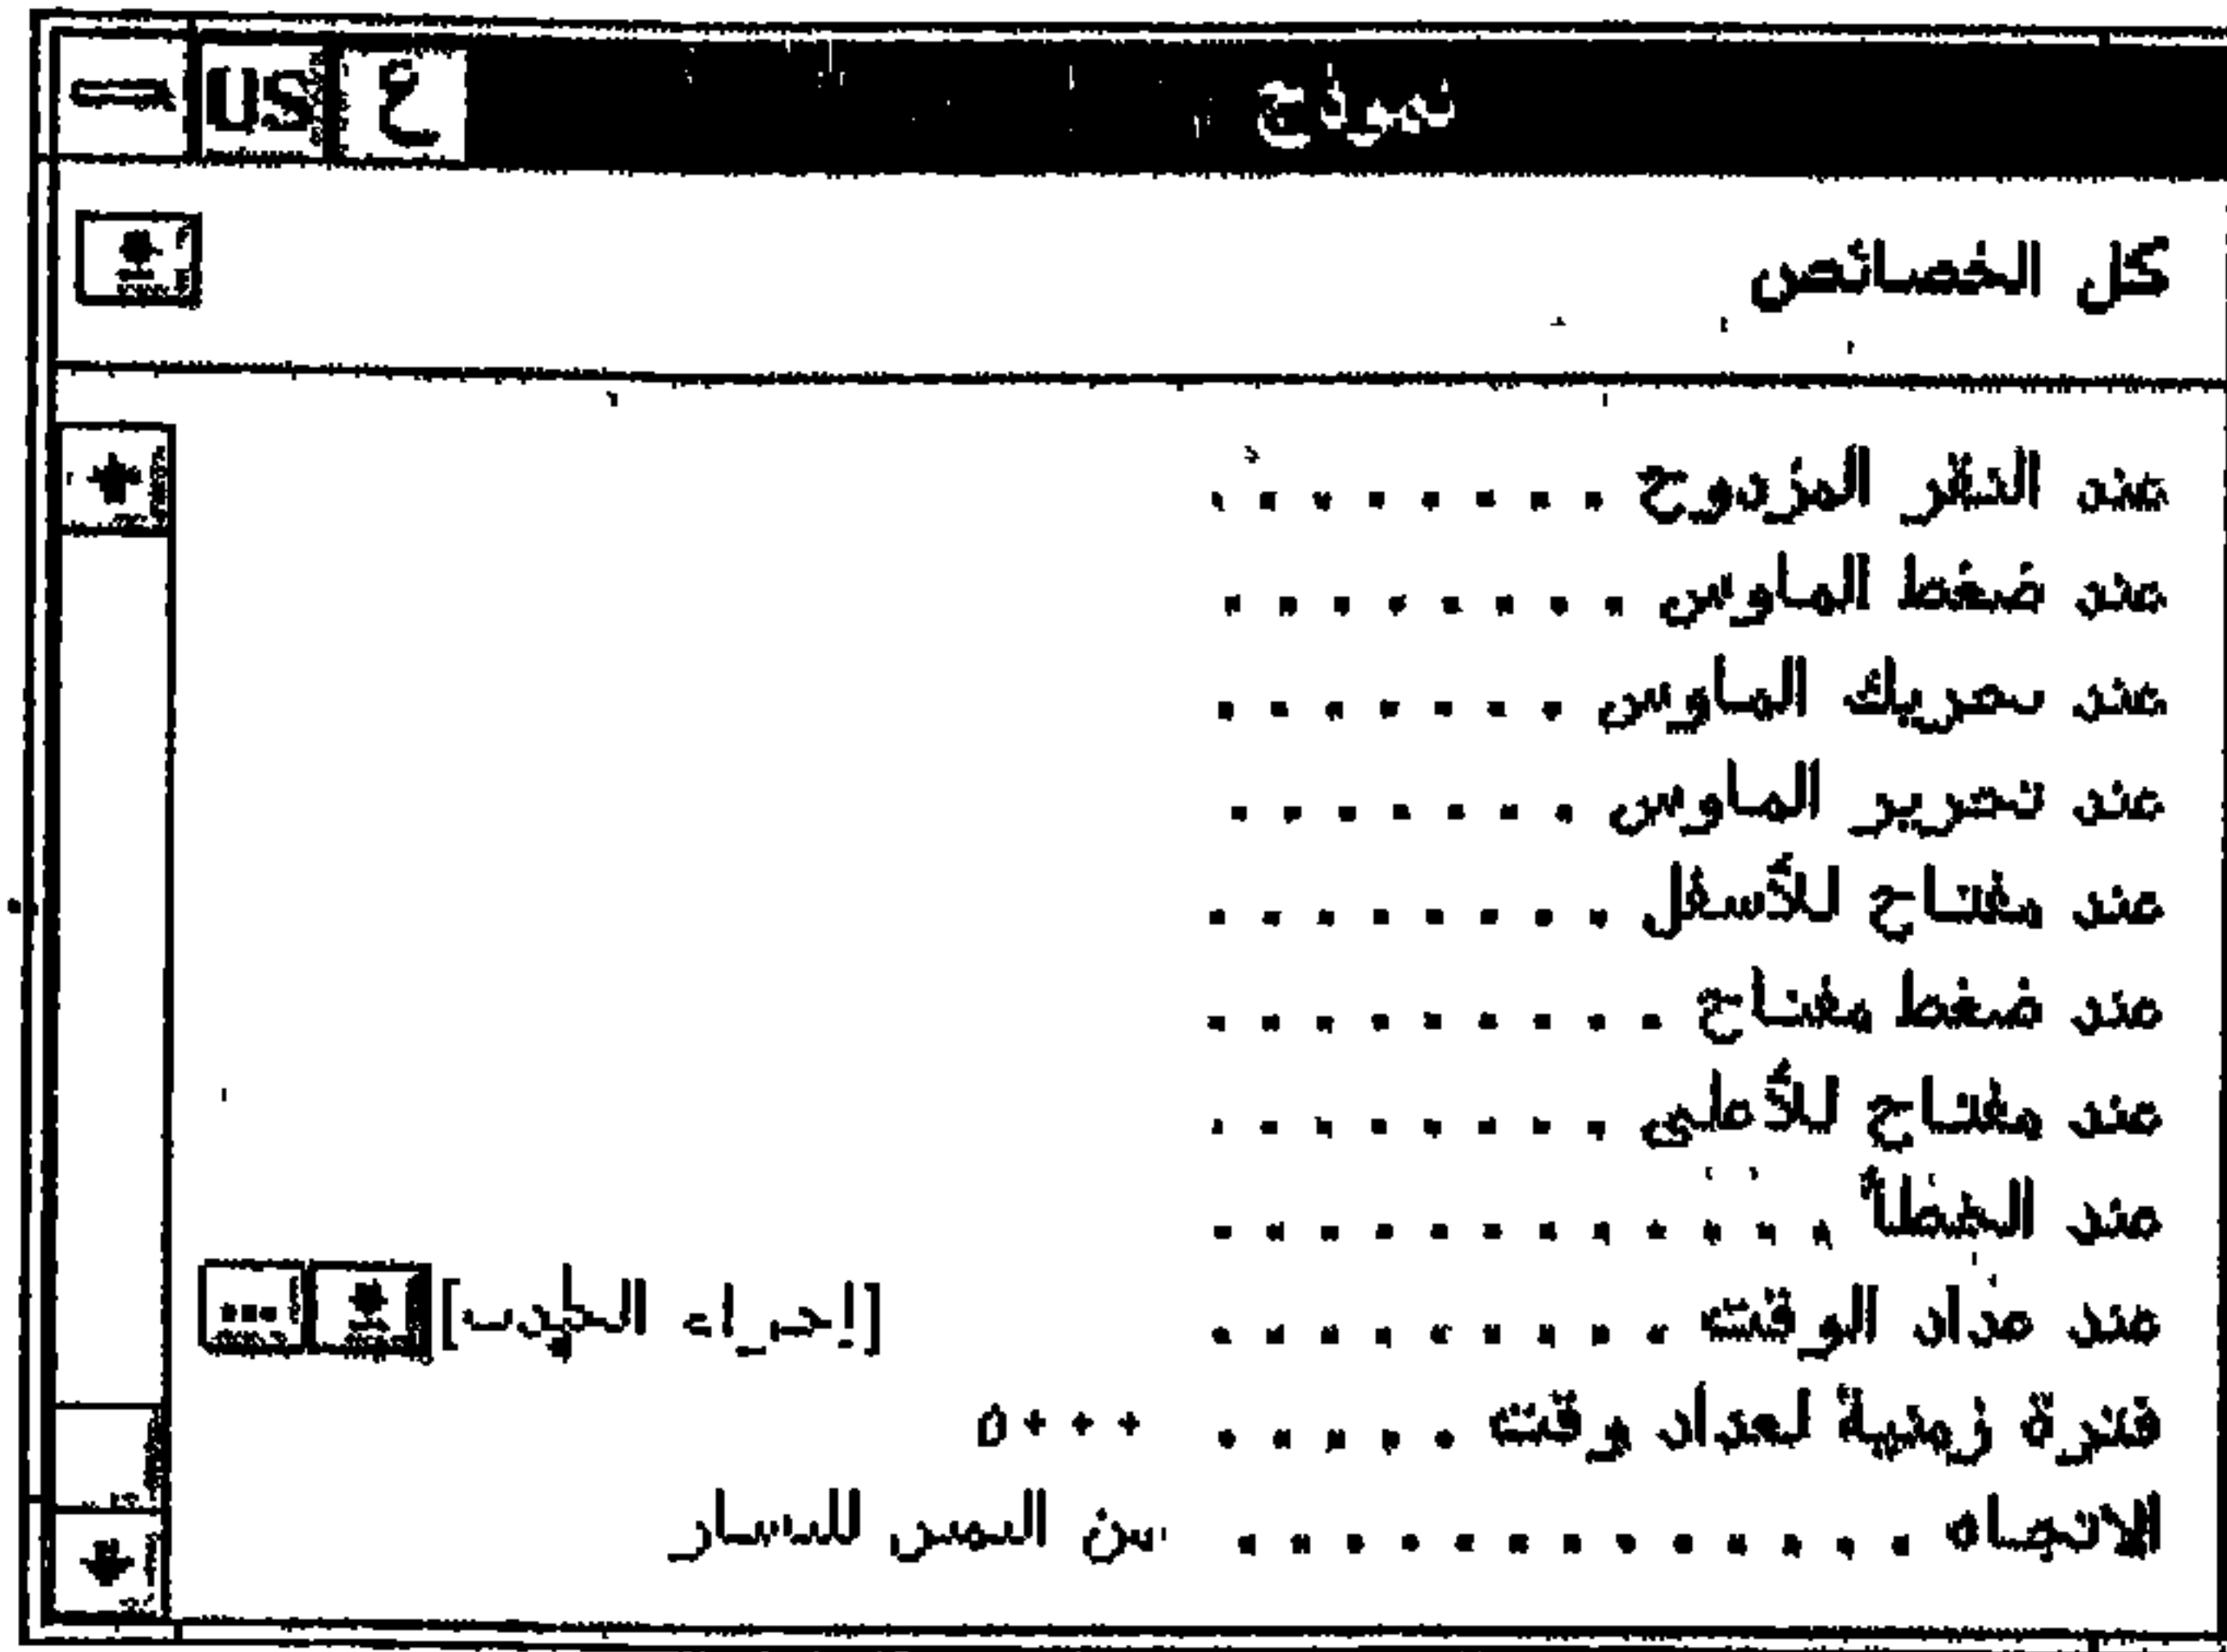 نموذج ع US
كل الخصائص
عند النقر المزدوج . . . . . . . .
عند ضغط الماوس . . . . . . . .
عند تحريك الماوس . . . . . . .
عند تحرير الماوس . . . . . . .
عند مفتاح للأسفل . . . . . . . .
عند ضغط مفتاح . . . . . . . . .
عند مفتاح للأعلى . . . . . . . .
عند الخطأ . . . . . . . . . . . .
عند عداد الوقت . . . . . . . . . [إجراء الحدث] ...
فترة زمنية لعداد وقت . . . . . ٥٠٠٠
الاتجاه . . . . . . . . . . . . . من اليمين لليسار